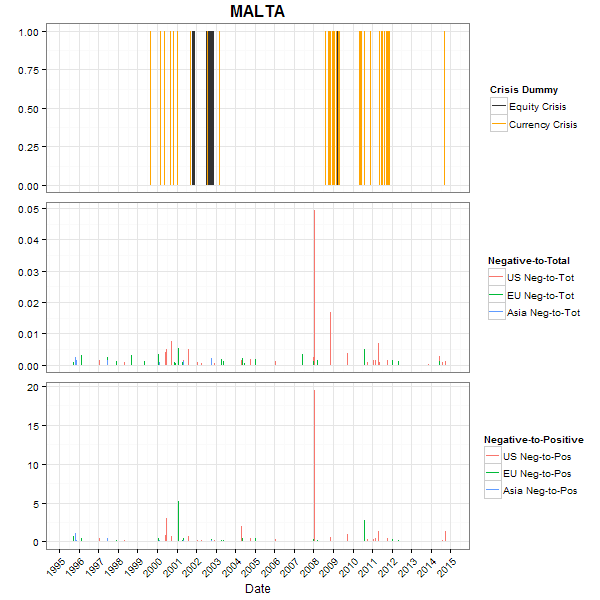 MALTA
1.00
0.75
0.50
0.25
0.00
Crisis Dummy
Equity Crisis
Currency Crisis
0.05
0.04
0.03
0.02
0.01
0.00
Negative-to-Total
US Neg-to-Tot
EU Neg-to-Tot
Asia Neg-to-Tot
20
15
10
5
0
Negative-to-Positive
US Neg-to-Pos
EU Neg-to-Pos
Asia Neg-to-Pos
1995 1996 1997 1998 1999 2000 2001 2002 2003 2004 2005 2006 2007 2008 2009 2010 2011 2012 2013 2014 2015
Date